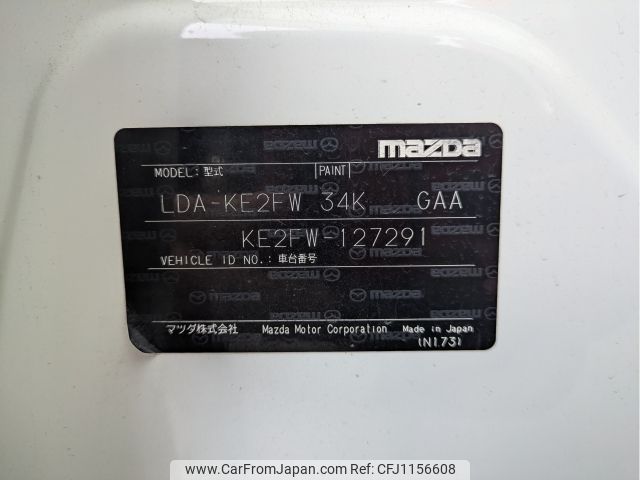 mazda
MODEL: 型式 PAINT
LDA-KE2FW 34K GAA
KE2FW-127291
VEHICLE ID NO.: 車台番号
マツダ株式会社 Mazda Motor Corporation Made in Japan
(N173)
www.CarFromJapan.com REF No. CFJ1156608